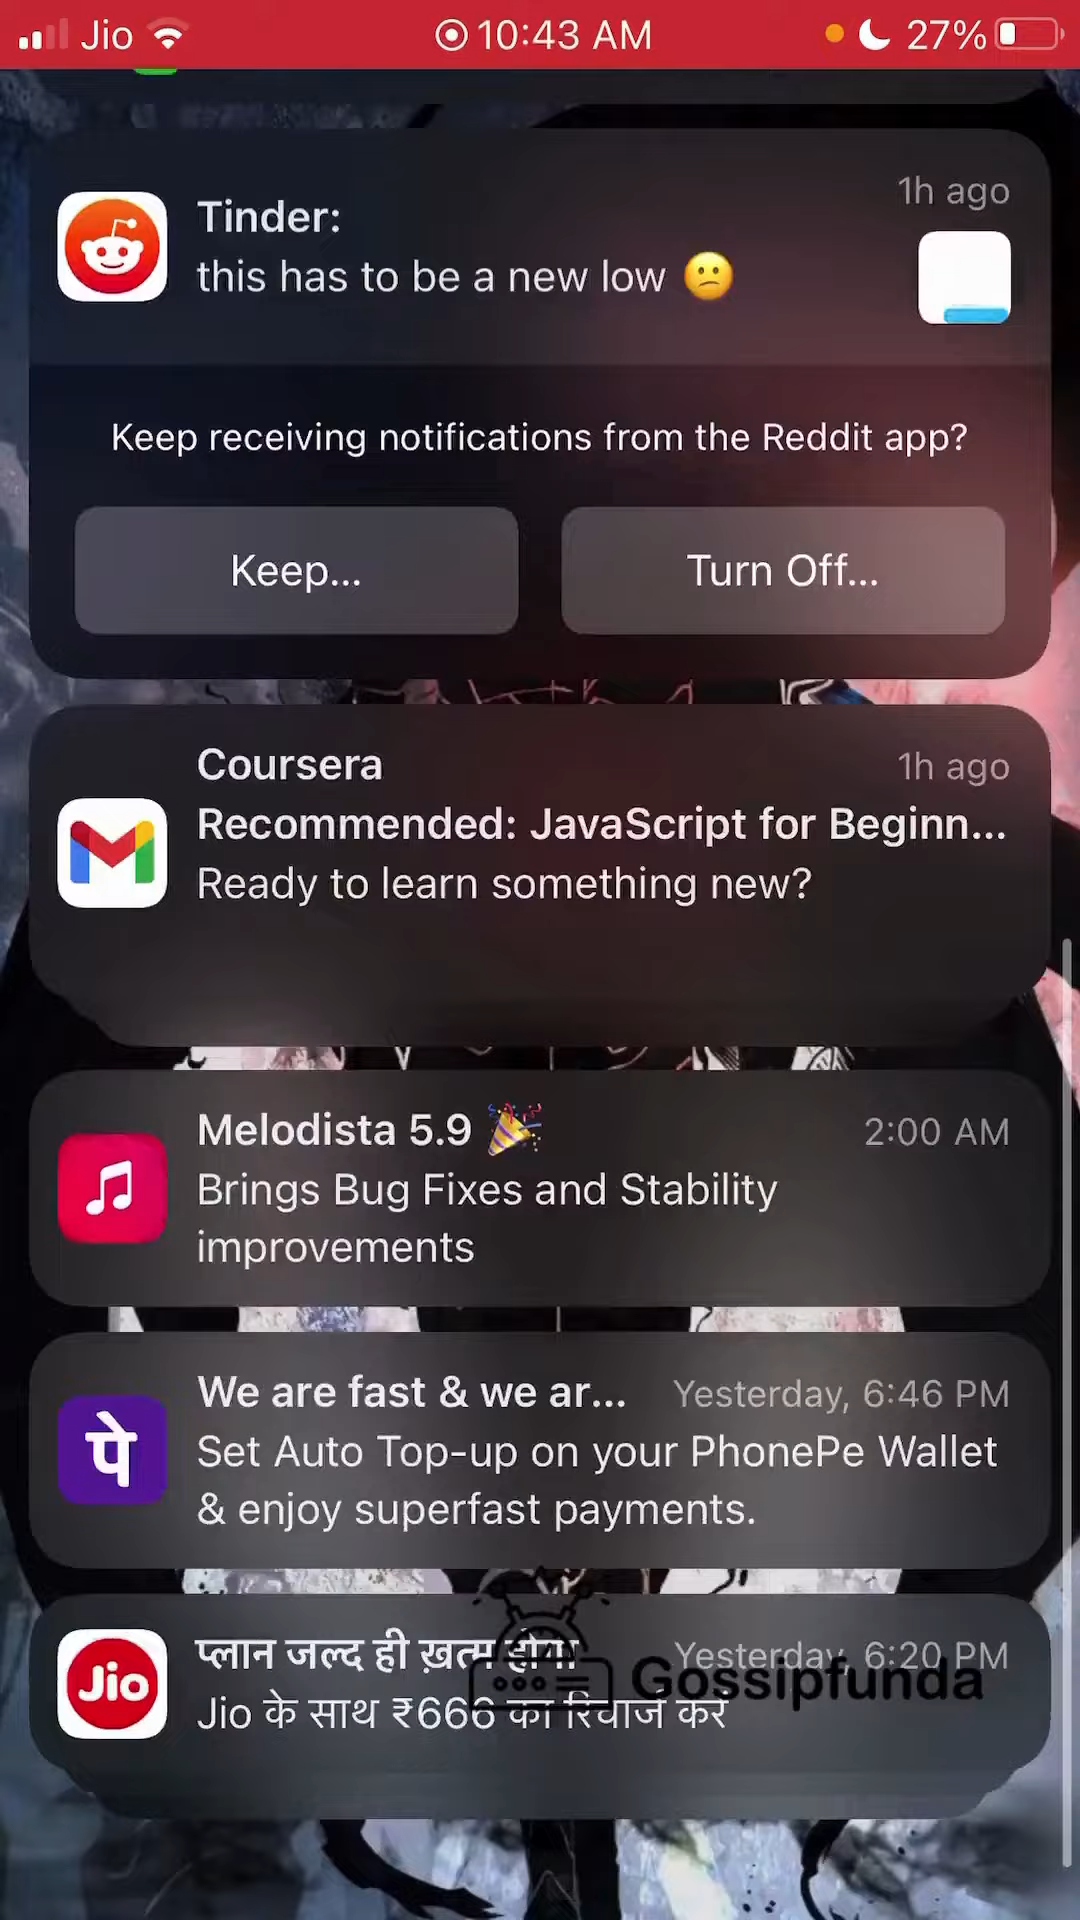 Jio 10:43 AM 27%
1h ago
Tinder:
this has to be a new low 😕
Keep receiving notifications from the Reddit app?
Keep... Turn Off...
Coursera 1h ago
Recommended: JavaScript for Beginn...
Ready to learn something new?
Melodista 5.9 🎉 2:00 AM
Brings Bug Fixes and Stability
improvements
We are fast & we ar... Yesterday, 6:46 PM
पे
Set Auto Top-up on your PhonePe Wallet
& enjoy superfast payments.
प्लान जल्द ही ख़त्म होगा Yesterday, 6:20 PM
Jio
Gossipfunda
Jio के साथ ₹666 का रिचार्ज करें